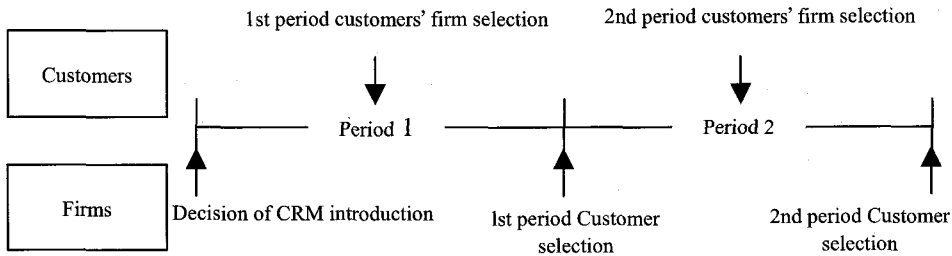 1st period customers' firm selection
2nd period customers' firm selection
Customers
Period 1
Period 2
Firms
Decision of CRM introduction
1st period Customer
selection
2nd period Customer
selection